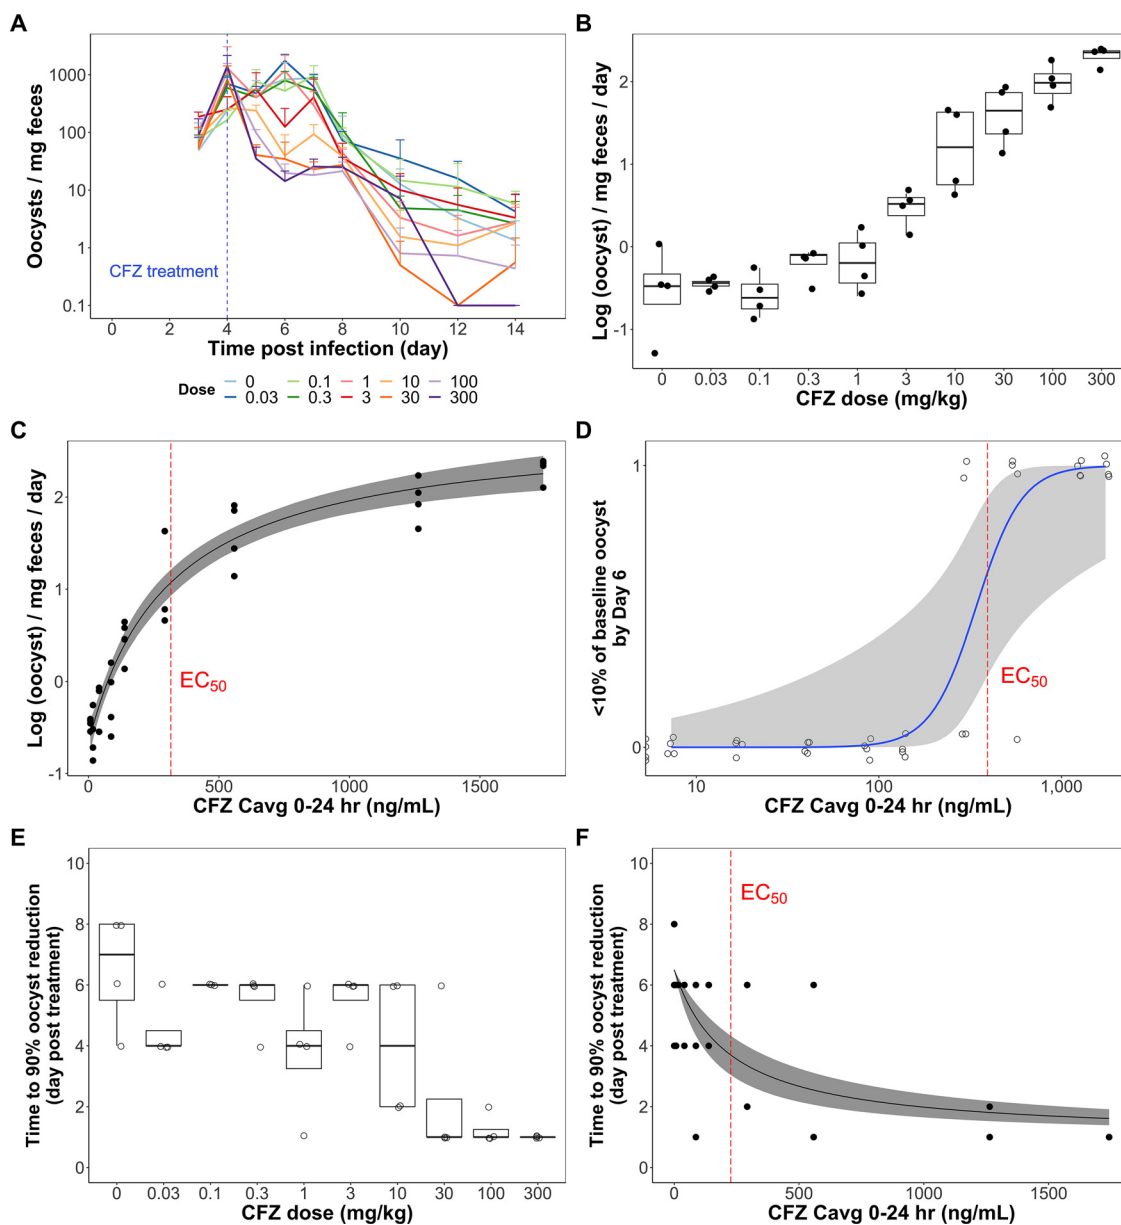 A
Oocysts / mg feces
1000
100
10
1
0.1
CFZ treatment
0 2 4 6 8 10 12 14
Time post infection (day)
Dose
0 0.1 1 10 100
0.03 0.3 3 30 300
B
Log (oocyst) / mg feces / day
2
1
0
-1
0 0.03 0.1 0.3 1 3 10 30 100 300
CFZ dose (mg/kg)
C
Log (oocyst) / mg feces / day
2
1
0
-1
EC50
0 500 1000 1500
CFZ Cavg 0-24 hr (ng/mL)
D
<10% of baseline oocyst
by Day 6
1
0
EC50
10 100 1,000
CFZ Cavg 0-24 hr (ng/mL)
E
Time to 90% oocyst reduction
(day post treatment)
10
8
6
4
2
0
0 0.03 0.1 0.3 1 3 10 30 100 300
CFZ dose (mg/kg)
F
Time to 90% oocyst reduction
(day post treatment)
10
8
6
4
2
0
EC50
0 500 1000 1500
CFZ Cavg 0-24 hr (ng/mL)